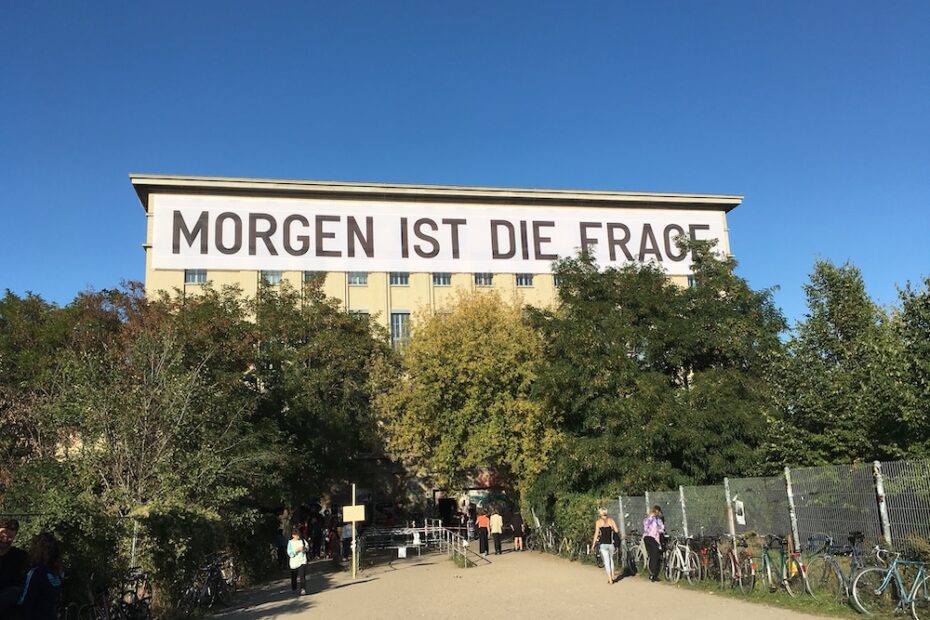 MORGEN IST DIE FRAGE